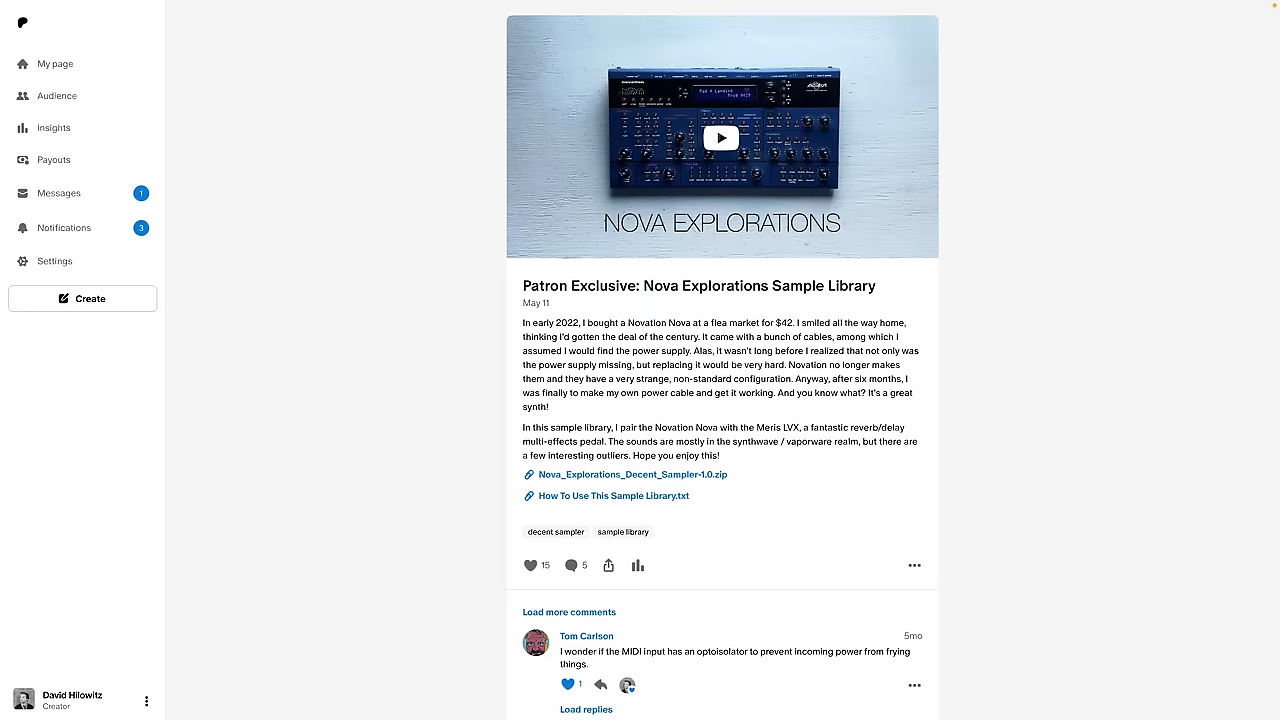 My pa
Au
hts
Payouts
Messages
1
Notifications
3
Settings
Create
David Hilowitz
Creator
NOVA EXPLORATIONS
Patron Exclusive: Nova Explorations Sample Library
May 11
In early 2022, I bought a Novation Nova at a flea market for $42. I smiled all the way home,
thinking I'd gotten the deal of the century. It came with a bunch of cables, among which I
assumed I would find the power supply. Alas, it wasn't long before I realized that not only was
the power supply missing, but replacing it would be very hard. Novation no longer makes
them and they have a very strange, non-standard configuration. Anyway, after six months, I
was finally to make my own power cable and get it working. And you know what? It's a great
synth!
In this sample library, I pair the Novation Nova with the Meris LVX, a fantastic reverb/delay
multi-effects pedal. The sounds are mostly in the synthwave / vaporware realm, but there are
a few interesting outliers. Hope you enjoy this!
Nova_Explorations_Decent_Sampler-1.0.zip
How To Use This Sample Library.txt
decent sampler sample library
15 5
Load more comments
Tom Carlson 5mo
I wonder if the MIDI input has an optoisolator to prevent incoming power from frying
things.
1
Load replies